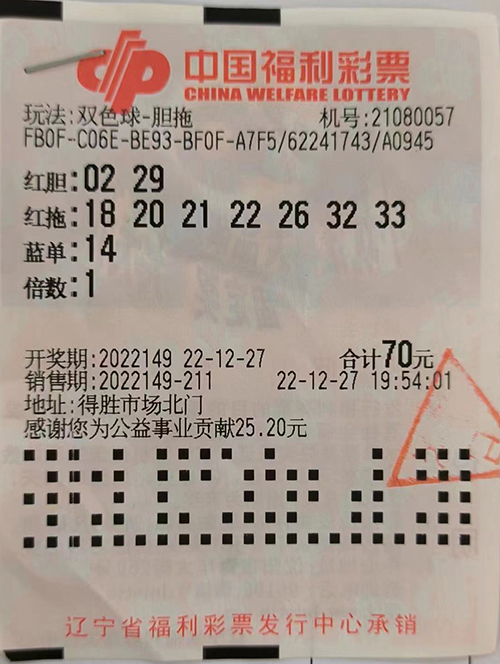 中国福利彩票
CHINA WELFARE LOTTERY
玩法:双色球-胆拖 机号:21080057
FB0F-C06E-BE93-BF0F-A7F5/62241743/A0945
红胆:02 29
红拖:18 20 21 22 26 32 33
蓝单:14
倍数:1
开奖期:2022149 22-12-27 合计70元
销售期:2022149-211 22-12-27 19:54:01
地址:得胜市场北门
感谢您为公益事业贡献25.20元
辽宁省福利彩票发行中心承销